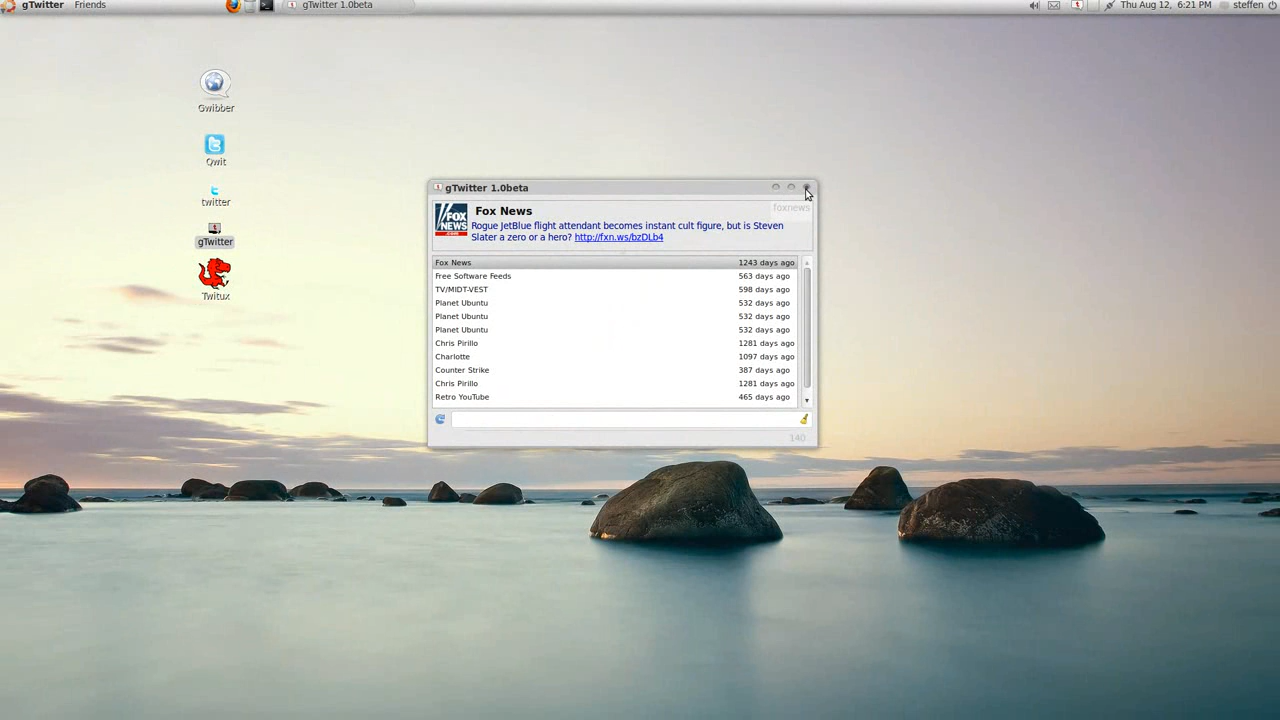 gTwitter Friends gTwitter 1.0beta Thu Aug 12, 6:21 PM steffen
Gwibber
Qwit
twitter
gTwitter
Twitux
gTwitter 1.0beta
foxnews
FOX
NEWS
Fox News
Rogue JetBlue flight attendant becomes instant cult figure, but is Steven
Slater a zero or a hero? http://fxn.ws/bzDLb4
Fox News 1243 days ago
Free Software Feeds 563 days ago
TV/MIDT-VEST 598 days ago
Planet Ubuntu 532 days ago
Planet Ubuntu 532 days ago
Planet Ubuntu 532 days ago
Chris Pirillo 1281 days ago
Charlotte 1097 days ago
Counter Strike 387 days ago
Chris Pirillo 1281 days ago
Retro YouTube 465 days ago
140